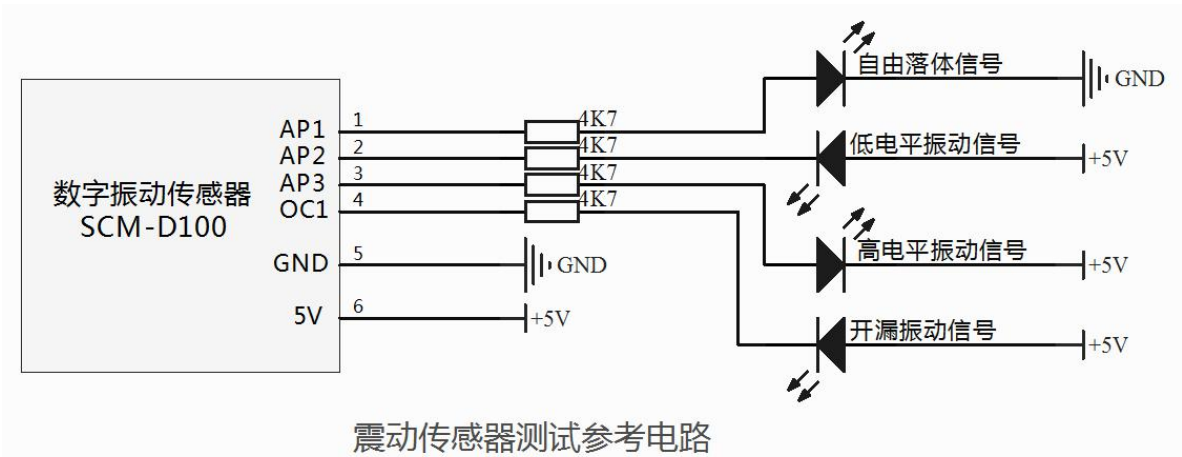 数字振动传感器
SCM-D100
AP1
AP2
AP3
OC1
GND
5V
1
2
3
4
5
6
4K7
4K7
4K7
4K7
GND
+5V
自由落体信号
GND
低电平振动信号
+5V
高电平振动信号
+5V
开漏振动信号
+5V
震动传感器测试参考电路